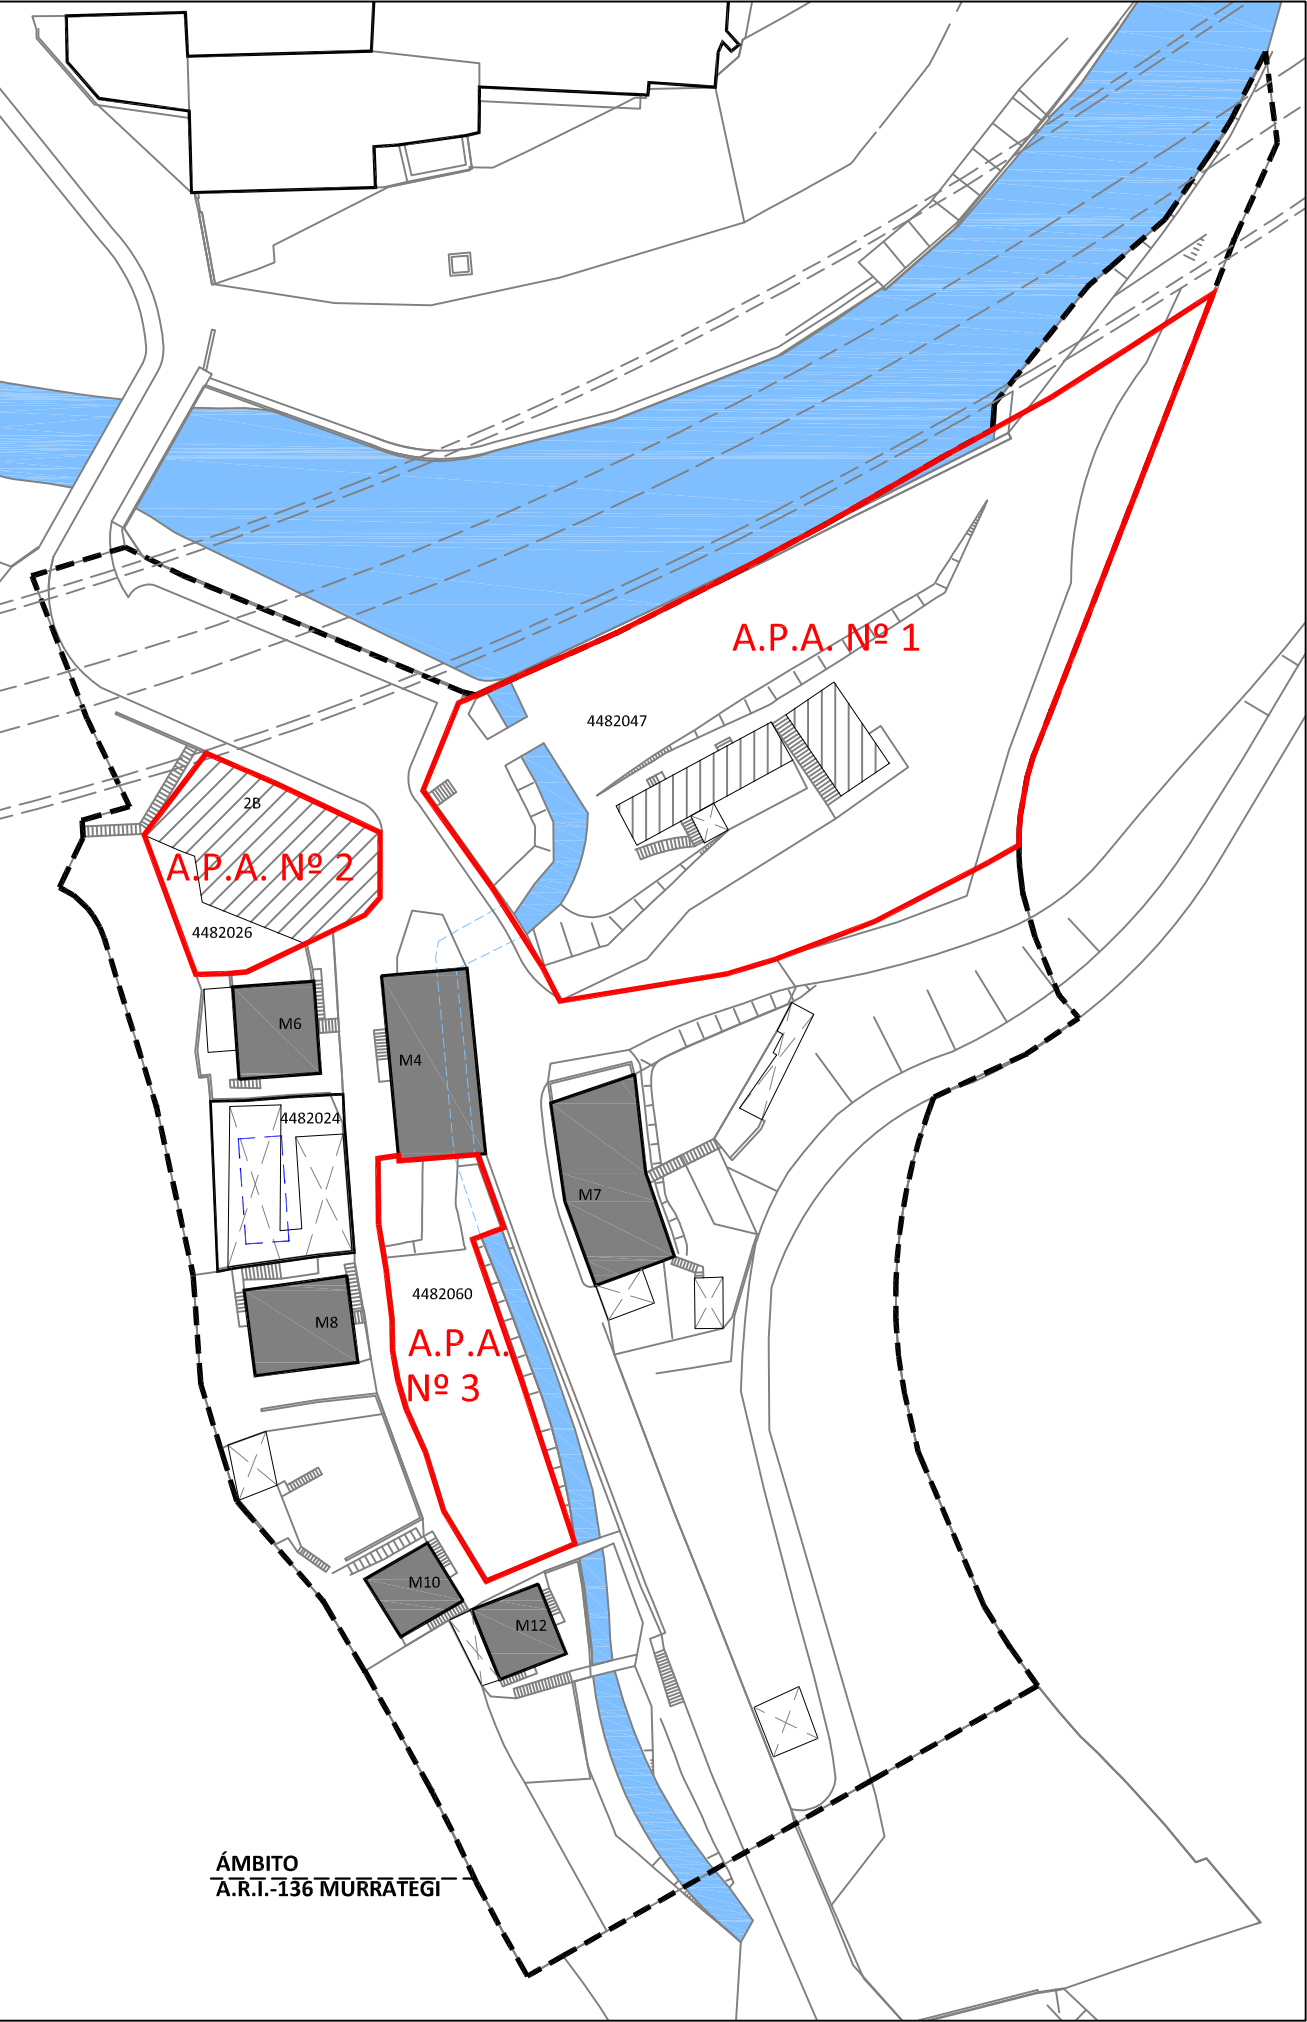 A.P.A. Nº 1
4482047
2B
A.P.A. Nº 2
4482026
M6
M4
4482024
M7
4482060
M8
A.P.A.
Nº 3
M10
M12
ÁMBITO
A.R.I.-136 MURRATEGI